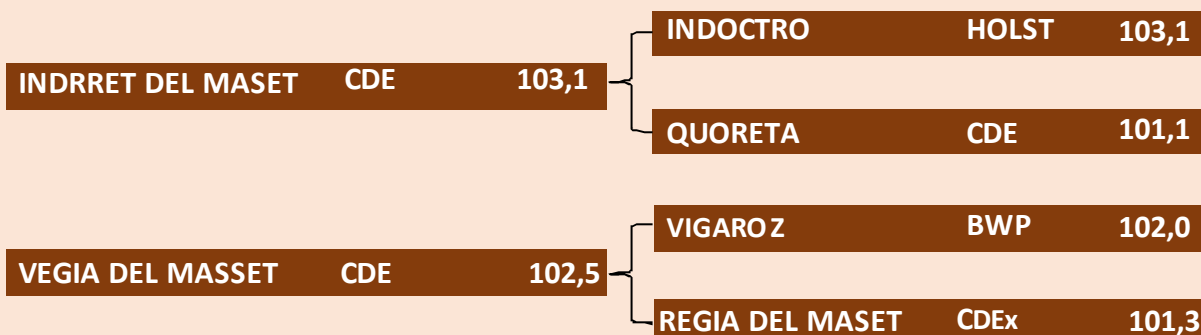 INDOCTRO HOLST 103,1
INDRRET DEL MASET CDE 103,1
QUORETA CDE 101,1
VIGARO Z BWP 102,0
VEGIA DEL MASSET CDE 102,5
REGIA DEL MASET CDEx 101,3